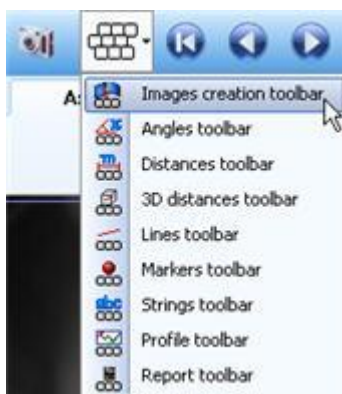 A:
Images creation toolbar
Angles toolbar
Distances toolbar
3D distances toolbar
Lines toolbar
Markers toolbar
Strings toolbar
Profile toolbar
Report toolbar